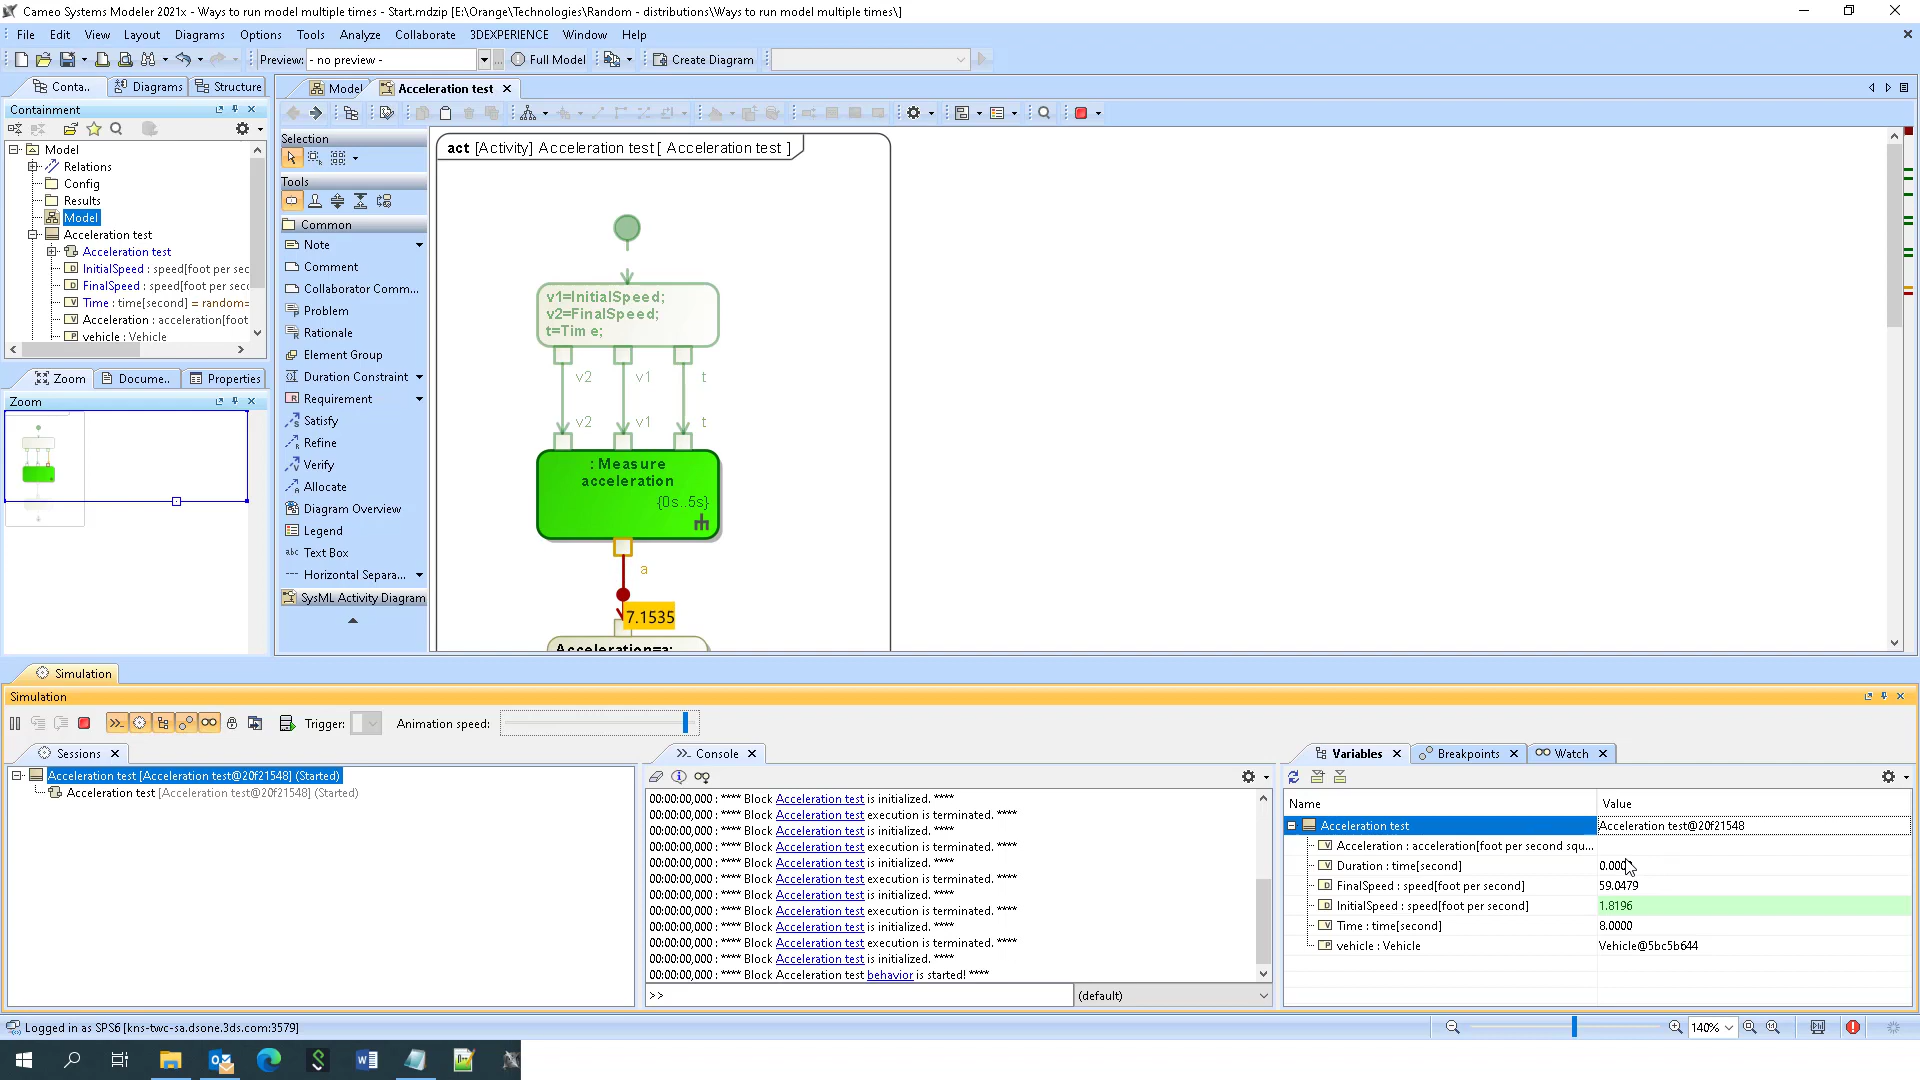 Cameo Systems Modeler 2021x - Ways to run model multiple times - Start.mdzip [E:\Orange\Technologies\Random - distributions\Ways to run model multiple times\]
File Edit View Layout Diagrams Options Tools Analyze Collaborate 3DEXPERIENCE Window Help
Preview: - no preview - ... Full Model Create Diagram
Conta.. Diagrams Structure
Model Acceleration test
Containment
Model
Relations
Config
Results
Model
Acceleration test
Acceleration test
InitialSpeed : speed[foot per sec
FinalSpeed : speed[foot per sec
Time : time[second] = random=
Acceleration : acceleration[foot
vehicle : Vehicle
Zoom Docume.. Properties
Zoom
Selection
Tools
Common
Note
Comment
Collaborator Comm...
Problem
Rationale
Element Group
Duration Constraint
Requirement
Satisfy
Refine
Verify
Allocate
Diagram Overview
Legend
abc Text Box
Horizontal Separa...
SysML Activity Diagram
act [Activity] Acceleration test [ Acceleration test ]
v1=InitialSpeed;
v2=FinalSpeed;
t=Tim e;
v2 v1 t
v2 v1 t
: Measure
acceleration
{0s..5s}
a
7.1535
Acceleration=a;
Simulation
Simulation
Trigger: Animation speed:
Sessions
Acceleration test [Acceleration test@20f21548] (Started)
Acceleration test [Acceleration test@20f21548] (Started)
Console
00:00:00,000 : **** Block Acceleration test is initialized. ****
00:00:00,000 : **** Block Acceleration test execution is terminated. ****
00:00:00,000 : **** Block Acceleration test is initialized. ****
00:00:00,000 : **** Block Acceleration test execution is terminated. ****
00:00:00,000 : **** Block Acceleration test is initialized. ****
00:00:00,000 : **** Block Acceleration test execution is terminated. ****
00:00:00,000 : **** Block Acceleration test is initialized. ****
00:00:00,000 : **** Block Acceleration test execution is terminated. ****
00:00:00,000 : **** Block Acceleration test is initialized. ****
00:00:00,000 : **** Block Acceleration test execution is terminated. ****
00:00:00,000 : **** Block Acceleration test is initialized. ****
00:00:00,000 : **** Block Acceleration test behavior is started! ****
>> (default)
Variables Breakpoints Watch
Name Value
Acceleration test Acceleration test@20f21548
Acceleration : acceleration[foot per second squ...
Duration : time[second] 0.000
FinalSpeed : speed[foot per second] 59.0479
InitialSpeed : speed[foot per second] 1.8196
Time : time[second] 8.0000
vehicle : Vehicle Vehicle@5bc5b644
Logged in as SPS6 [kns-twc-sa.dsone.3ds.com:3579]
140%